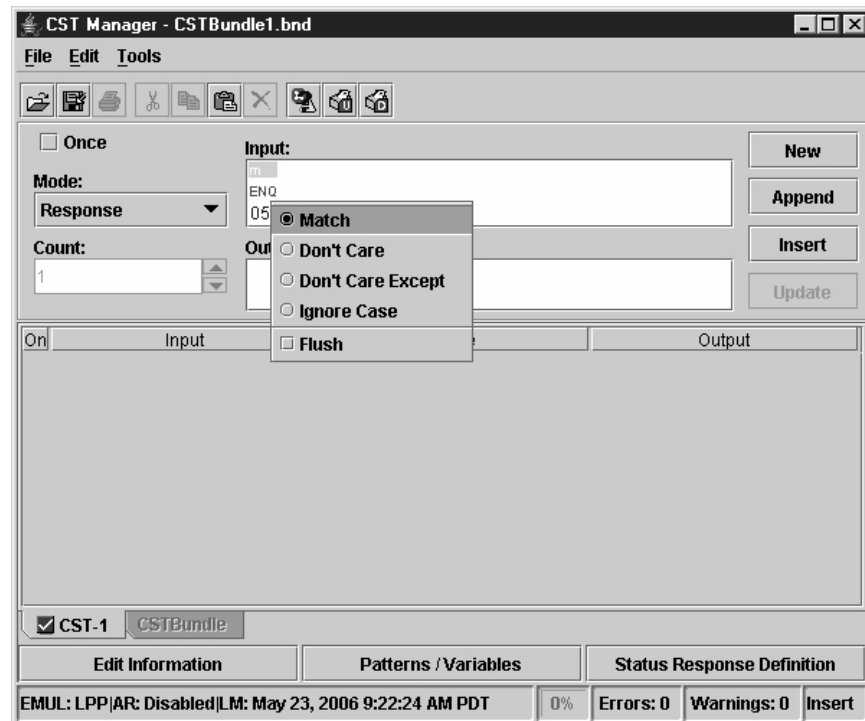 CST Manager - CSTBundle1.bnd
File Edit Tools
Once
Input:
New
m
Mode:
ENQ
Response
05
Append
Match
Count:
Out
Don't Care
Insert
1
Don't Care Except
Update
Ignore Case
On Input Output
Flush
CST-1 CSTBundle
Edit Information Patterns / Variables Status Response Definition
EMUL: LPP|AR: Disabled|LM: May 23, 2006 9:22:24 AM PDT 0% Errors: 0 Warnings: 0 Insert